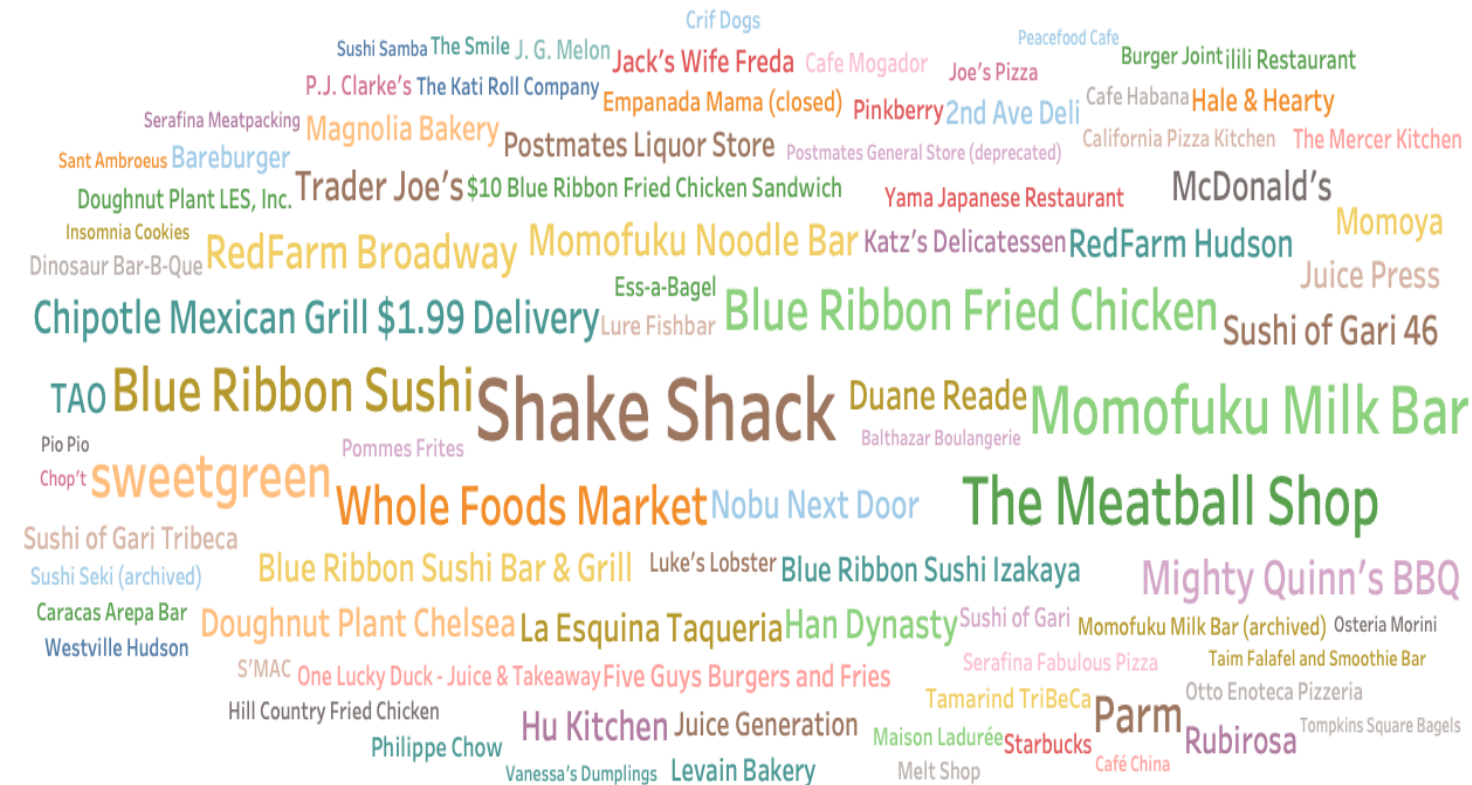 Crif Dogs
Sushi Samba The Smile J. G. Melon Jack's Wife Freda Cafe Mogador Joe's Pizza Peacefood Cafe Burger Joint ilili Restaurant
P.J. Clarke's The Kati Roll Company Empanada Mama (closed) Pinkberry 2nd Ave Deli Cafe Habana Hale & Hearty
Serafina Meatpacking Magnolia Bakery Postmates Liquor Store Postmates General Store (deprecated) California Pizza Kitchen The Mercer Kitchen
Sant Ambroeus Bareburger
Doughnut Plant LES, Inc. Trader Joe's $10 Blue Ribbon Fried Chicken Sandwich Yama Japanese Restaurant McDonald's
Insomnia Cookies RedFarm Broadway Momofuku Noodle Bar Katz's Delicatessen RedFarm Hudson Momoya
Dinosaur Bar-B-Que Ess-a-Bagel Juice Press
Chipotle Mexican Grill $1.99 Delivery Lure Fishbar Blue Ribbon Fried Chicken Sushi of Gari 46
TAO Blue Ribbon Sushi Shake Shack Duane Reade Momofuku Milk Bar
Pio Pio Pommes Frites Balthazar Boulangerie
Chop't sweetgreen Whole Foods Market Nobu Next Door The Meatball Shop
Sushi of Gari Tribeca
Sushi Seki (archived) Blue Ribbon Sushi Bar & Grill Luke's Lobster Blue Ribbon Sushi Izakaya Mighty Quinn's BBQ
Caracas Arepa Bar Doughnut Plant Chelsea La Esquina Taqueria Han Dynasty Sushi of Gari Momofuku Milk Bar (archived) Osteria Morini
Westville Hudson
S'MAC One Lucky Duck - Juice & Takeaway Five Guys Burgers and Fries Serafina Fabulous Pizza Taim Falafel and Smoothie Bar
Hill Country Fried Chicken Hu Kitchen Juice Generation Tamarind TriBeCa Parm Otto Enoteca Pizzeria
Philippe Chow Maison Ladurée Starbucks Rubirosa Tompkins Square Bagels
Vanessa's Dumplings Levain Bakery Melt Shop Café China